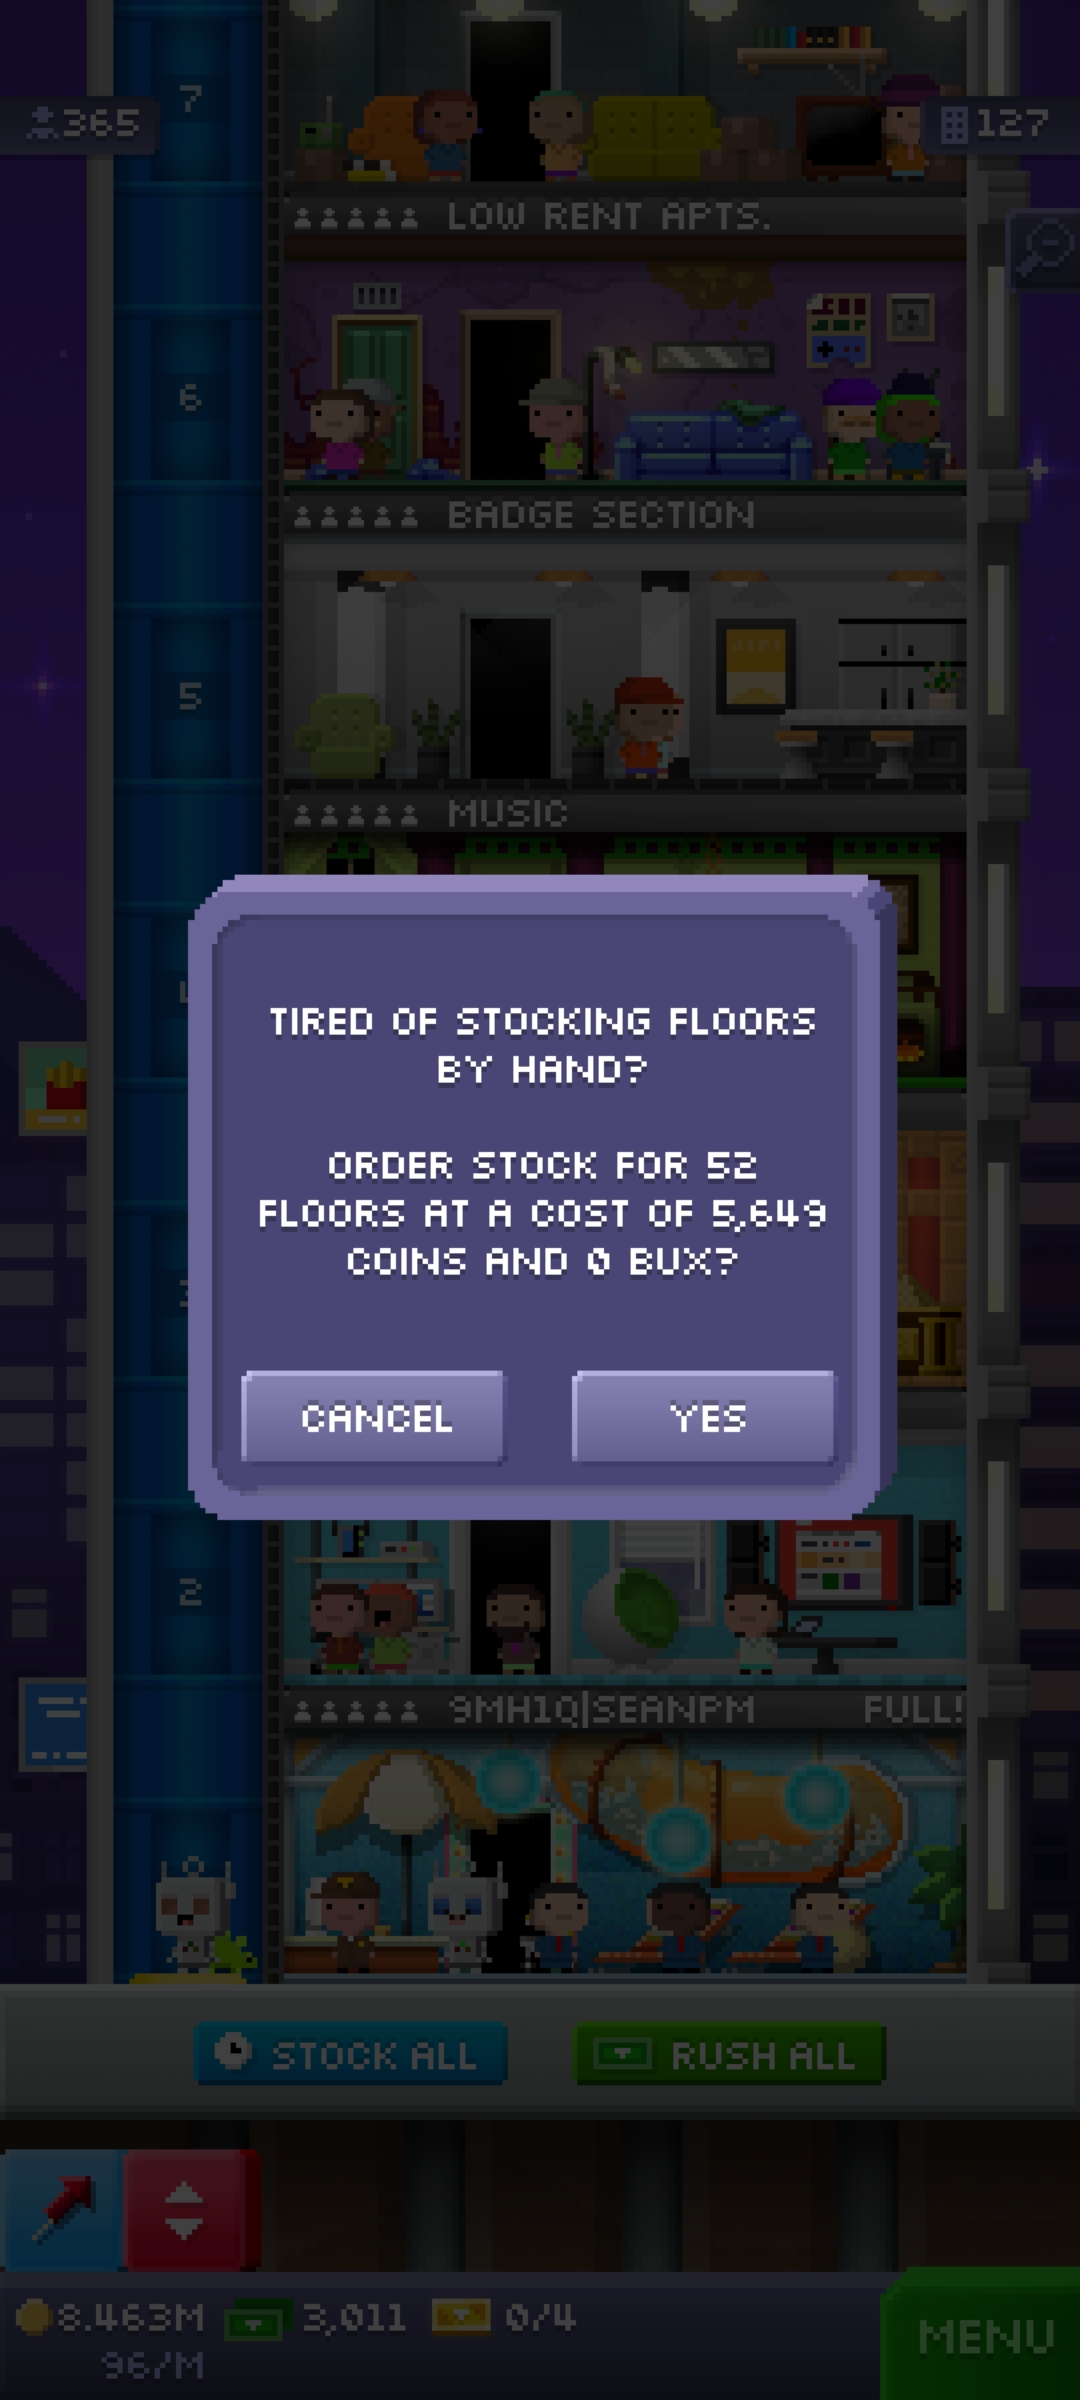 7
365
127
LOW RENT APTS.
6
BADGE SECTION
5
MUSIC
TIRED OF STOCKING FLOORS
BY HAND?
ORDER STOCK FOR 52
FLOORS AT A COST OF 5,649
COINS AND 0 BUX?
CANCEL
YES
2
9MH1Q|SEANPM
FULL!
STOCK ALL
RUSH ALL
8.463M
3,011
0/4
96/M
MENU